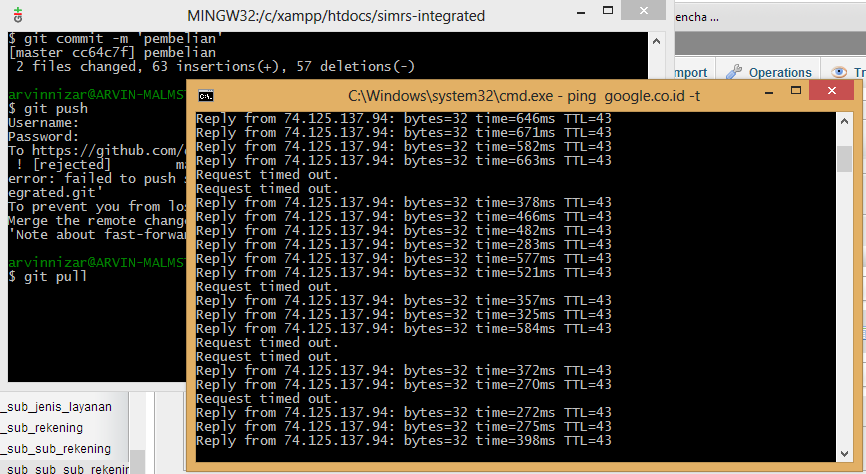 MINGW32:/c/xampp/htdocs/simrs-integrated
$ git commit -m 'pembelian'
[master cc64c7f] pembelian
2 files changed, 63 insertions(+), 57 deletions(-)
arvinnizar@ARVIN-MALMST
$ git push
Username:
Password:
To https://github.com/
! [rejected] ma
error: failed to push s
egrated.git'
To prevent you from los
Merge the remote change
'Note about fast-forwar
arvinnizar@ARVIN-MALMST
$ git pull
encha ...
mport Operations Tr
C:\Windows\system32\cmd.exe - ping google.co.id -t
Reply from 74.125.137.94: bytes=32 time=646ms TTL=43
Reply from 74.125.137.94: bytes=32 time=671ms TTL=43
Reply from 74.125.137.94: bytes=32 time=582ms TTL=43
Reply from 74.125.137.94: bytes=32 time=663ms TTL=43
Request timed out.
Request timed out.
Reply from 74.125.137.94: bytes=32 time=378ms TTL=43
Reply from 74.125.137.94: bytes=32 time=466ms TTL=43
Reply from 74.125.137.94: bytes=32 time=482ms TTL=43
Reply from 74.125.137.94: bytes=32 time=283ms TTL=43
Reply from 74.125.137.94: bytes=32 time=577ms TTL=43
Reply from 74.125.137.94: bytes=32 time=521ms TTL=43
Request timed out.
Reply from 74.125.137.94: bytes=32 time=357ms TTL=43
Reply from 74.125.137.94: bytes=32 time=325ms TTL=43
Reply from 74.125.137.94: bytes=32 time=584ms TTL=43
Request timed out.
Request timed out.
Reply from 74.125.137.94: bytes=32 time=372ms TTL=43
Reply from 74.125.137.94: bytes=32 time=270ms TTL=43
Request timed out.
Reply from 74.125.137.94: bytes=32 time=272ms TTL=43
Reply from 74.125.137.94: bytes=32 time=275ms TTL=43
Reply from 74.125.137.94: bytes=32 time=398ms TTL=43
_sub_jenis_layanan
_sub_rekening
_sub_sub_rekening
_sub_sub_sub_rekenin